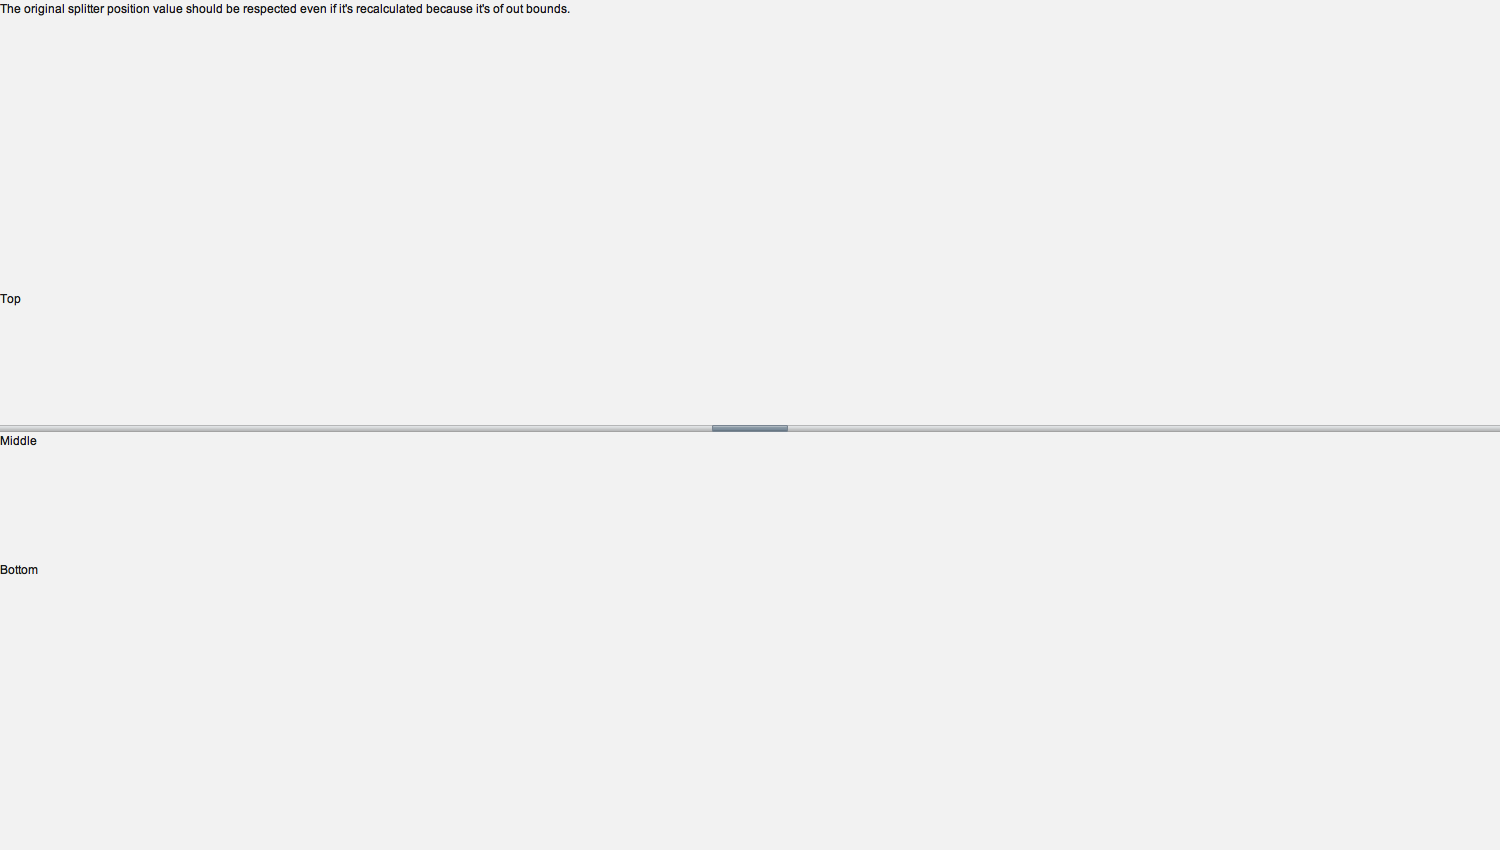 The original splitter position value should be respected even if it's recalculated because it's of out bounds.
Top
Middle
Bottom